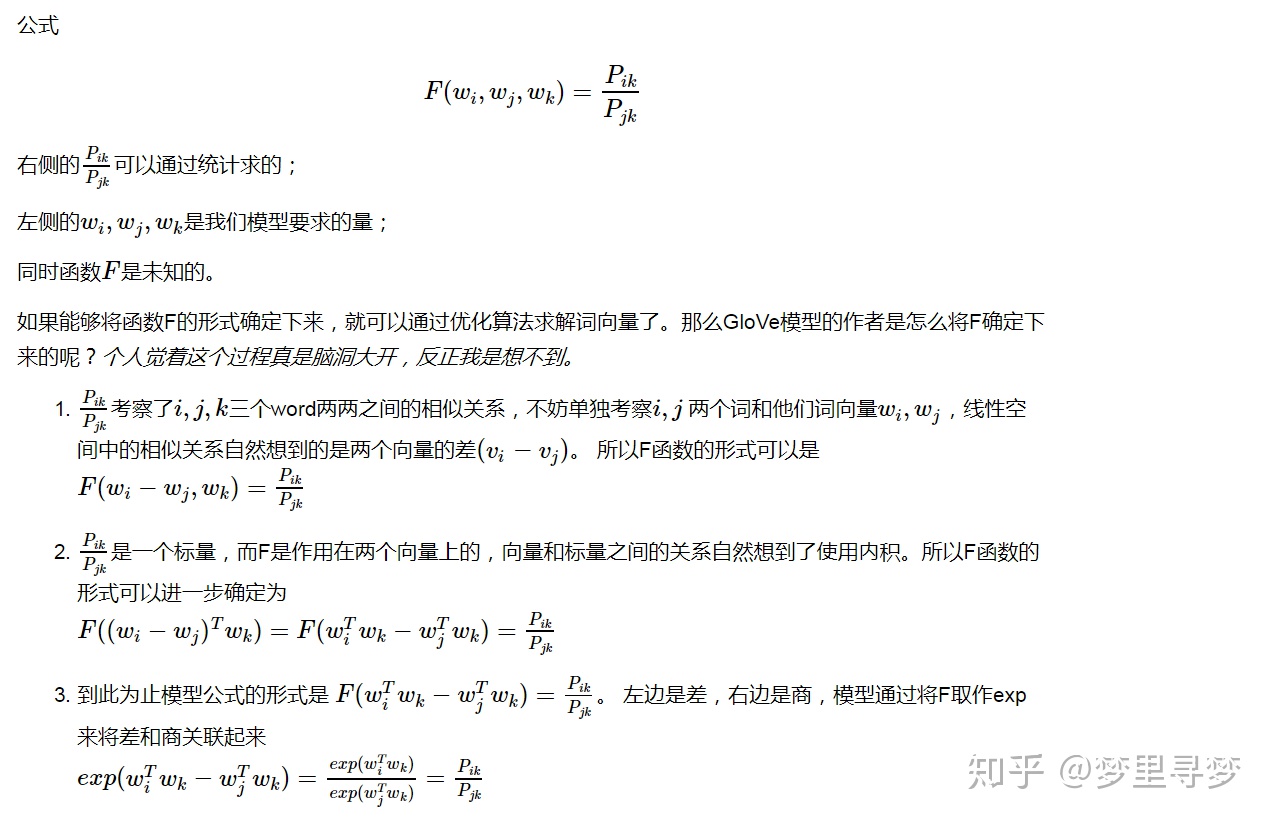 公式
F(w_i, w_j, w_k) = \frac{P_{ik}}{P_{jk}}
右侧的\frac{P_{ik}}{P_{jk}}可以通过统计求的；
左侧的w_i, w_j, w_k是我们模型要求的量；
同时函数F是未知的。
如果能够将函数F的形式确定下来，就可以通过优化算法求解词向量了。那么GloVe模型的作者是怎么将F确定下
来的呢？个人觉着这个过程真是脑洞大开，反正我是想不到。
1. \frac{P_{ik}}{P_{jk}}考察了i, j, k三个word两两之间的相似关系，不妨单独考察i, j 两个词和他们词向量w_i, w_j，线性空
间中的相似关系自然想到的是两个向量的差(v_i − v_j)。 所以F函数的形式可以是
F(w_i − w_j, w_k) = \frac{P_{ik}}{P_{jk}}
2. \frac{P_{ik}}{P_{jk}}是一个标量，而F是作用在两个向量上的，向量和标量之间的关系自然想到了使用内积。所以F函数的
形式可以进一步确定为
F((w_i − w_j)^T w_k) = F(w_i^T w_k − w_j^T w_k) = \frac{P_{ik}}{P_{jk}}
3. 到此为止模型公式的形式是 F(w_i^T w_k − w_j^T w_k) = \frac{P_{ik}}{P_{jk}}。 左边是差，右边是商，模型通过将F取作exp
来将差和商关联起来
exp(w_i^T w_k − w_j^T w_k) = \frac{exp(w_i^T w_k)}{exp(w_j^T w_k)} = \frac{P_{ik}}{P_{jk}}
知乎 @梦里寻梦